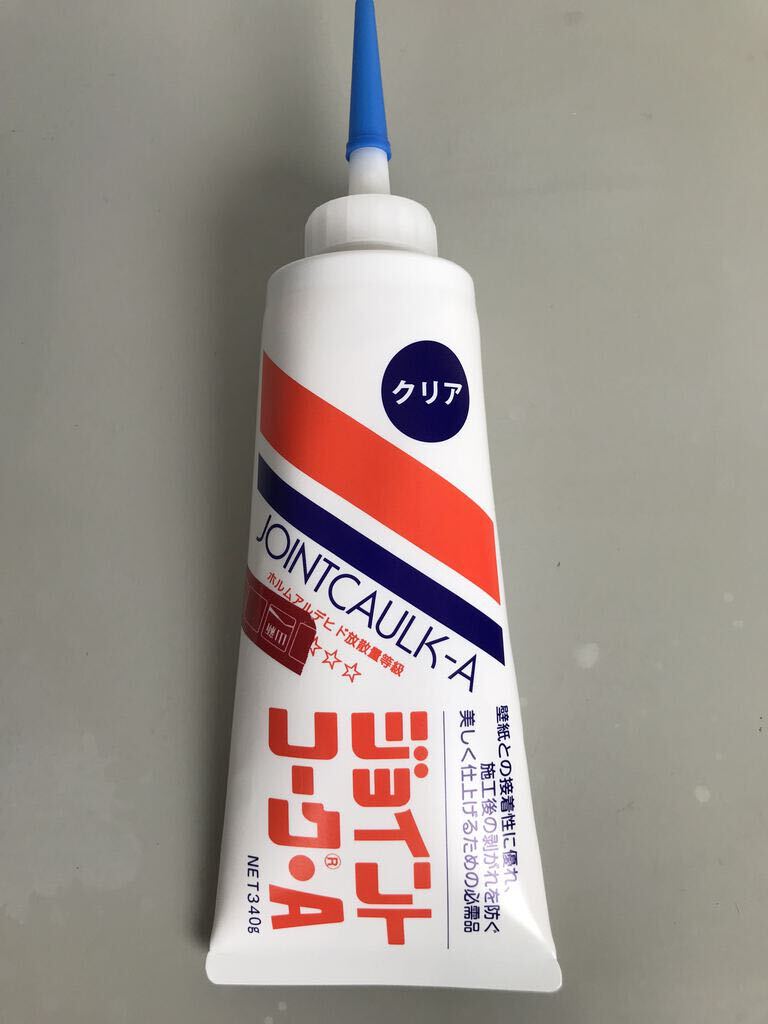 クリア
JOINTCAULK-A
ホルムアルデヒド放散量等級
☆☆☆
壁紙との接着性に優れ、
施工後の剥がれを防ぐ
美しく仕上げるための必需品
ジョイント
コーク・A®
NET340g